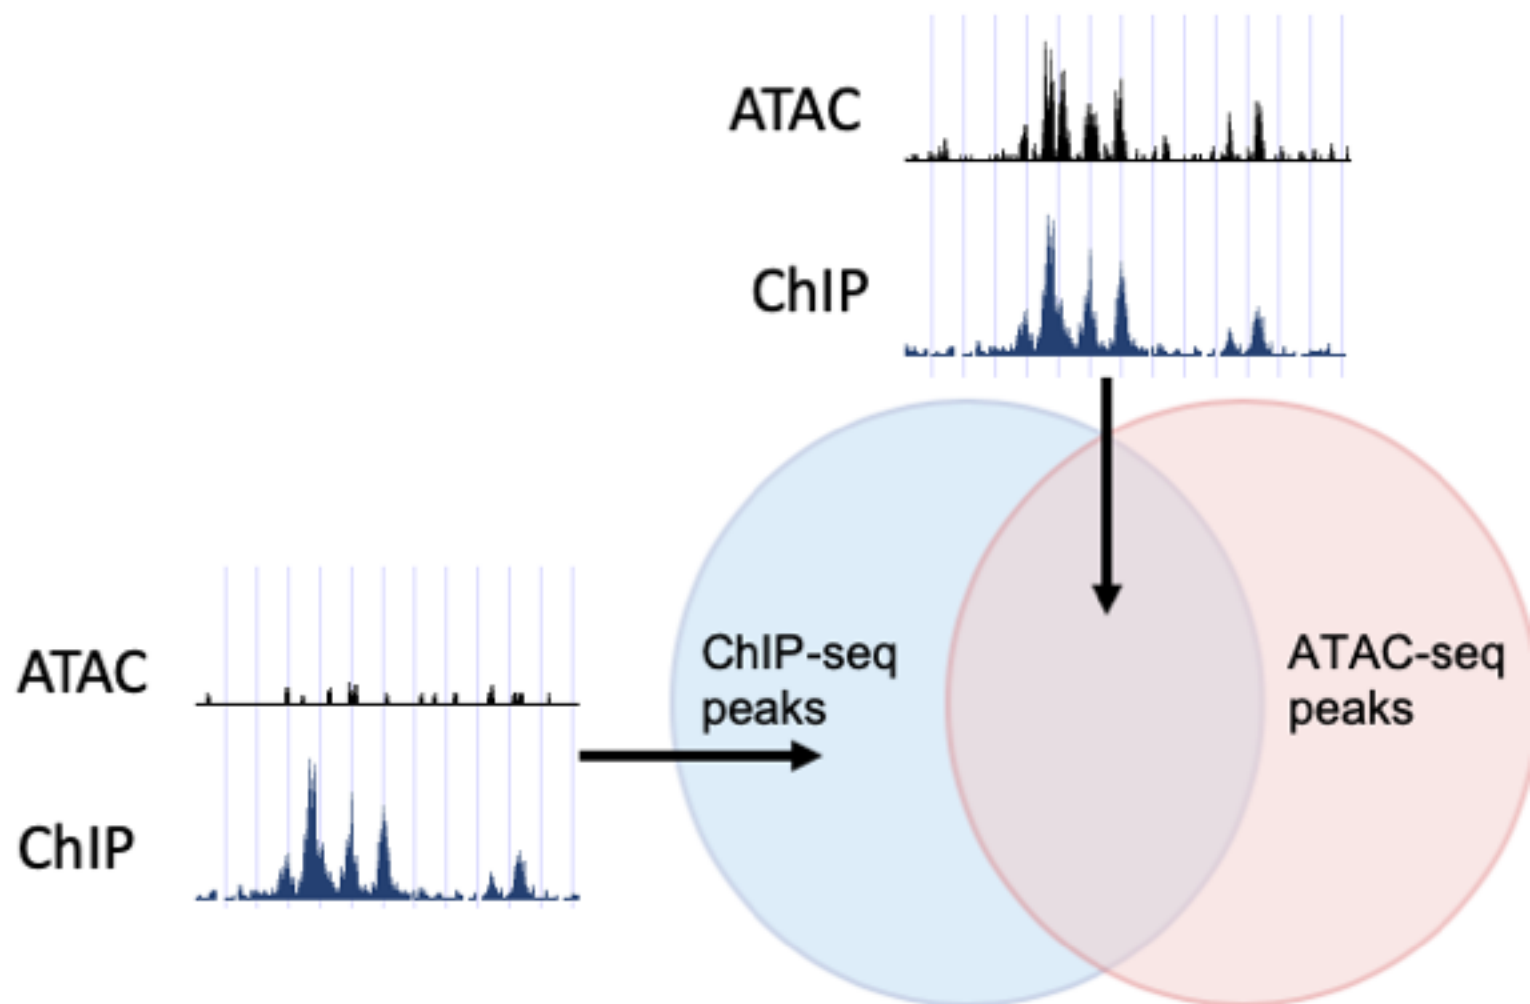 ATAC
ChIP
ATAC
ChIP
ChIP-seq
peaks
ATAC-seq
peaks